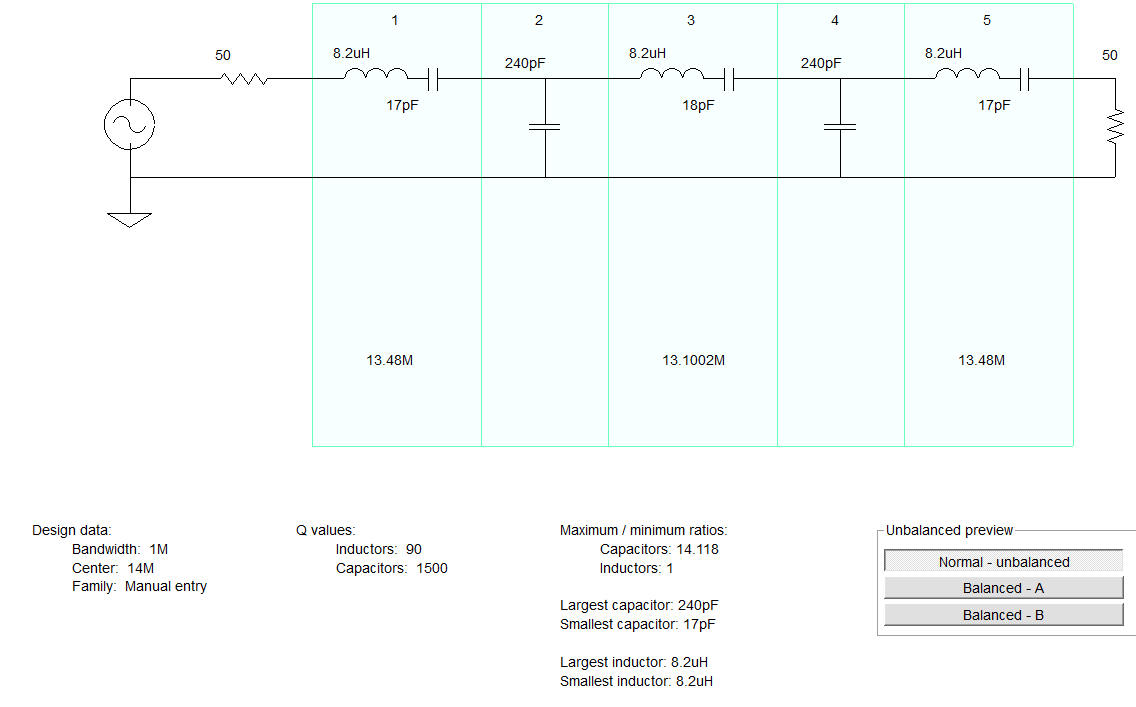 1 2 3 4 5
50 8.2uH 240pF 8.2uH 240pF 8.2uH 50
17pF 18pF 17pF
13.48M 13.1002M 13.48M
Design data:
Bandwidth: 1M
Center: 14M
Family: Manual entry
Q values:
Inductors: 90
Capacitors: 1500
Maximum / minimum ratios:
Capacitors: 14.118
Inductors: 1
Largest capacitor: 240pF
Smallest capacitor: 17pF
Largest inductor: 8.2uH
Smallest inductor: 8.2uH
Unbalanced preview
Normal - unbalanced
Balanced - A
Balanced - B